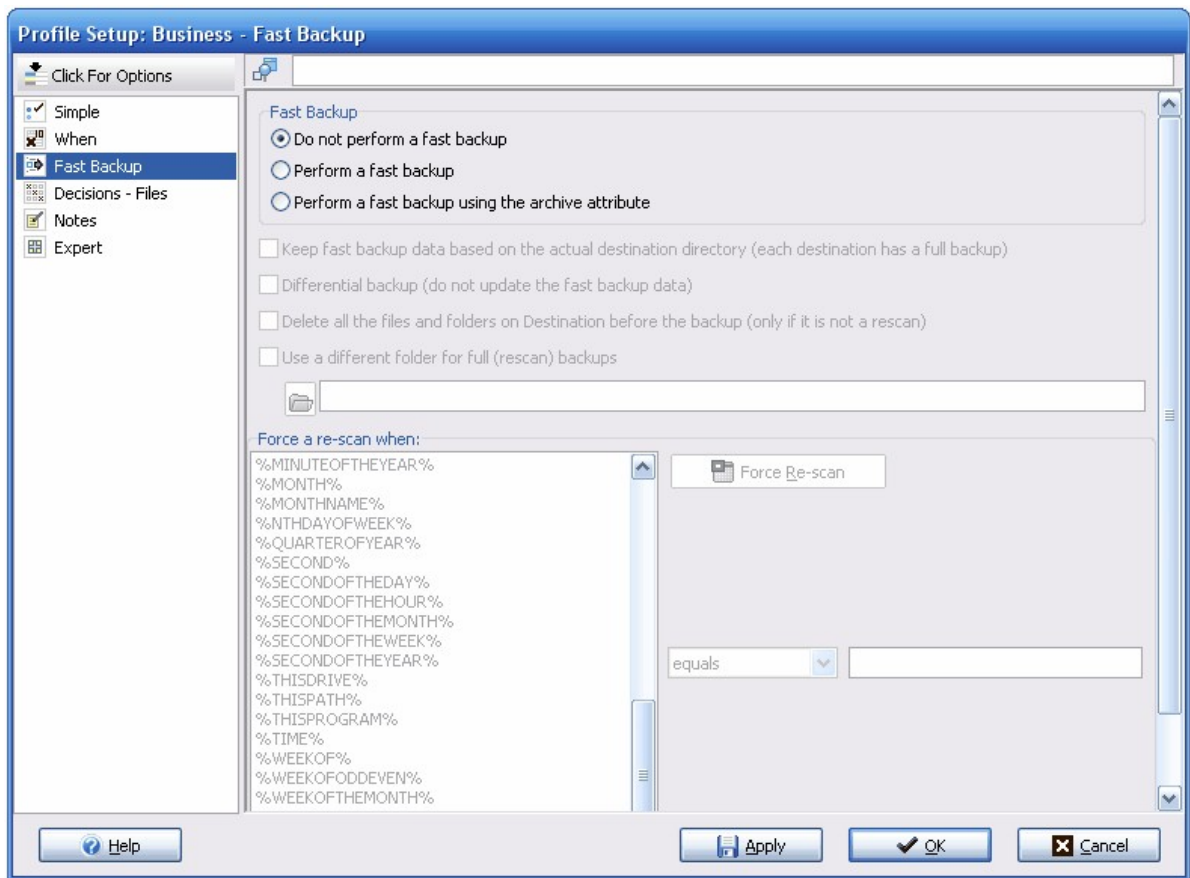 Profile Setup: Business - Fast Backup
Click For Options
Simple
When
Fast Backup
Decisions - Files
Notes
Expert
Fast Backup
Do not perform a fast backup
Perform a fast backup
Perform a fast backup using the archive attribute
Keep fast backup data based on the actual destination directory (each destination has a full backup)
Differential backup (do not update the fast backup data)
Delete all the files and folders on Destination before the backup (only if it is not a rescan)
Use a different folder for full (rescan) backups
Force a re-scan when:
%MINUTEOFTHEYEAR%
%MONTH%
%MONTHNAME%
%NTHDAYOFWEEK%
%QUARTEROFYEAR%
%SECOND%
%SECONDOFTHEDAY%
%SECONDOFTHEHOUR%
%SECONDOFTHEMONTH%
%SECONDOFTHEWEEK%
%SECONDOFTHEYEAR%
%THISDRIVE%
%THISPATH%
%THISPROGRAM%
%TIME%
%WEEKOF%
%WEEKOFODDEVEN%
%WEEKOFTHEMONTH%
Force Re-scan
equals
Help
Apply
OK
Cancel